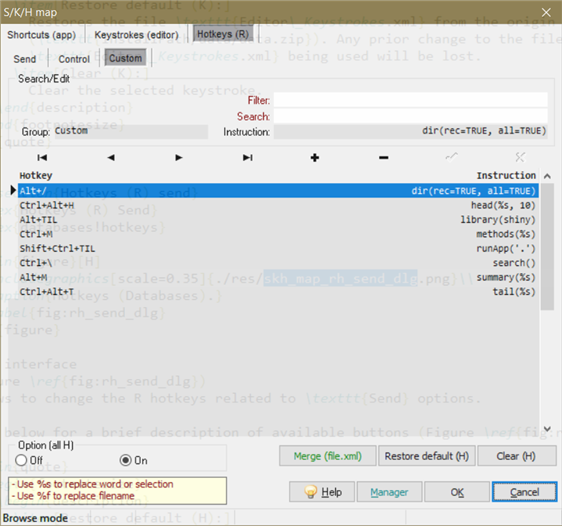 S/K/H map
Shortcuts (app) Keystrokes (editor) Hotkeys (R)
Send Control Custom
Search/Edit
Filter:
Search:
Group: Custom Instruction: dir(rec=TRUE, all=TRUE)
Hotkey Instruction
Alt+/ dir(rec=TRUE, all=TRUE)
Ctrl+Alt+H head(%s, 10)
Alt+TIL library(shiny)
Ctrl+M methods(%s)
Shift+Ctrl+TIL runApp('.')
Ctrl+\ search()
Alt+M summary(%s)
Ctrl+Alt+T tail(%s)
Option (all H)
Off On
Merge (file.xml) Restore default (H) Clear (H)
- Use %s to replace word or selection
- Use %f to replace filename
Help Manager OK Cancel
Browse mode